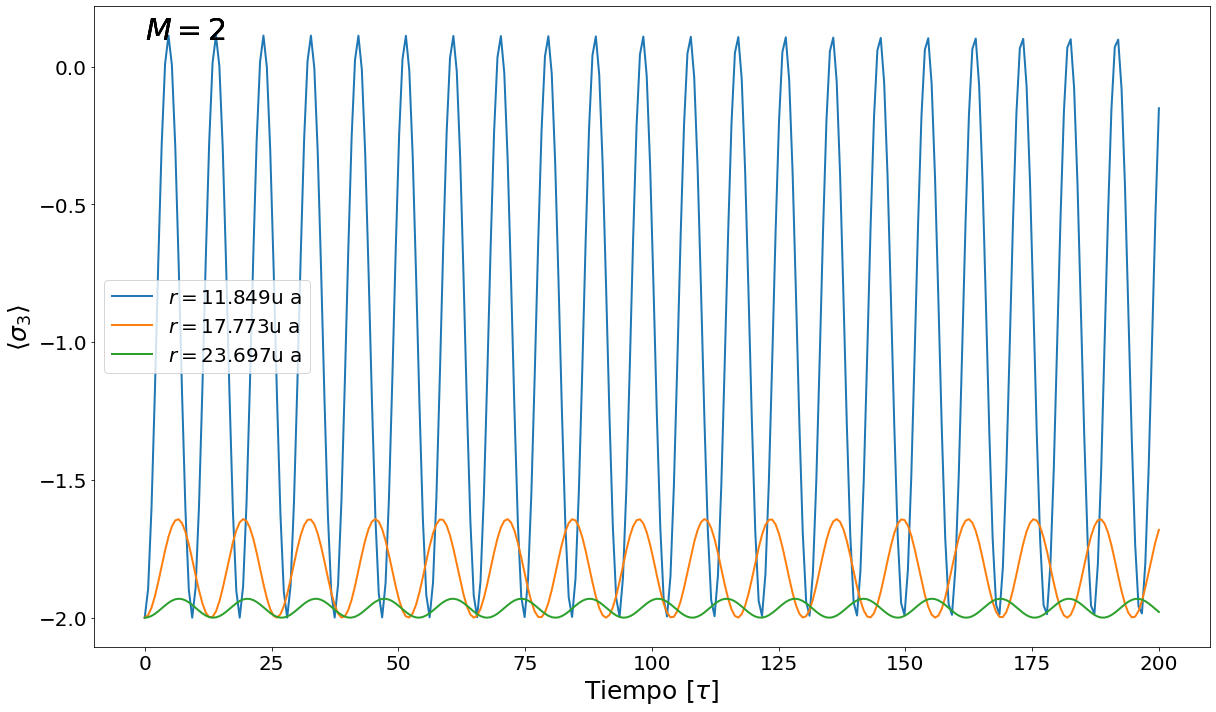 M = 2
0.0
−0.5
−1.0
−1.5
−2.0
⟨σ₃⟩
r = 11.849u a
r = 17.773u a
r = 23.697u a
0 25 50 75 100 125 150 175 200
Tiempo [τ]